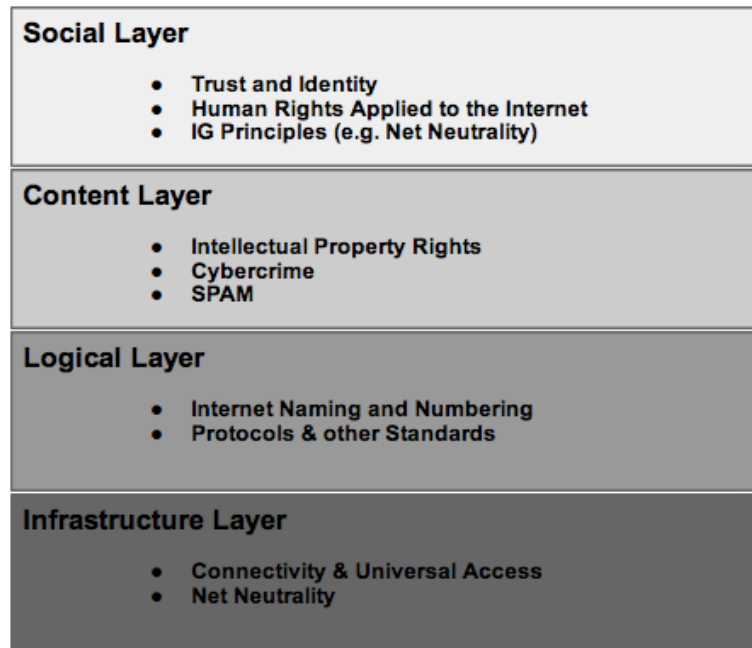 Social Layer
● Trust and Identity
● Human Rights Applied to the Internet
● IG Principles (e.g. Net Neutrality)
Content Layer
● Intellectual Property Rights
● Cybercrime
● SPAM
Logical Layer
● Internet Naming and Numbering
● Protocols & other Standards
Infrastructure Layer
● Connectivity & Universal Access
● Net Neutrality